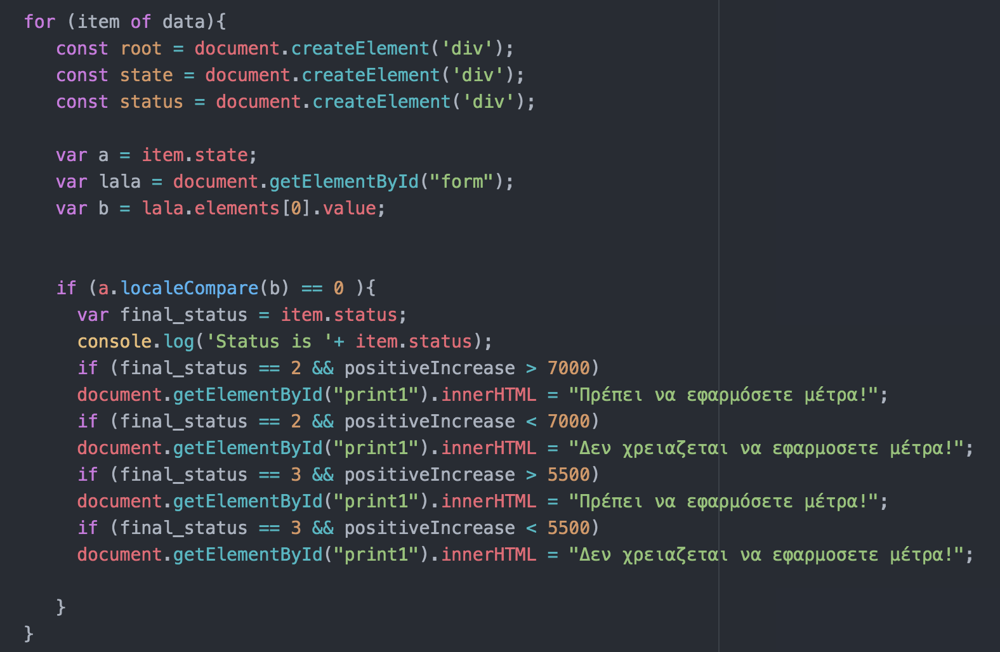 for (item of data){
const root = document.createElement('div');
const state = document.createElement('div');
const status = document.createElement('div');
var a = item.state;
var lala = document.getElementById("form");
var b = lala.elements[0].value;
if (a.localeCompare(b) == 0 ){
var final_status = item.status;
console.log('Status is '+ item.status);
if (final_status == 2 && positiveIncrease > 7000)
document.getElementById("print1").innerHTML = "Πρέπει να εφαρμόσετε μέτρα!";
if (final_status == 2 && positiveIncrease < 7000)
document.getElementById("print1").innerHTML = "Δεν χρειαζεται να εφαρμοσετε μέτρα!";
if (final_status == 3 && positiveIncrease > 5500)
document.getElementById("print1").innerHTML = "Πρέπει να εφαρμόσετε μέτρα!";
if (final_status == 3 && positiveIncrease < 5500)
document.getElementById("print1").innerHTML = "Δεν χρειαζεται να εφαρμοσετε μέτρα!";
}
}